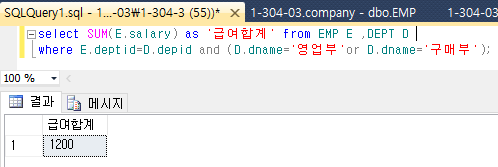 SQLQuery1.sql - 1...-03₩1-304-3 (55))* 1-304-03.company - dbo.EMP 1-304-03
select SUM(E.salary) as '급여합계' from EMP E ,DEPT D
where E.deptid=D.depid and (D.dname='영업부'or D.dname='구매부');
100 %
결과 메시지
급여합계
1 1200